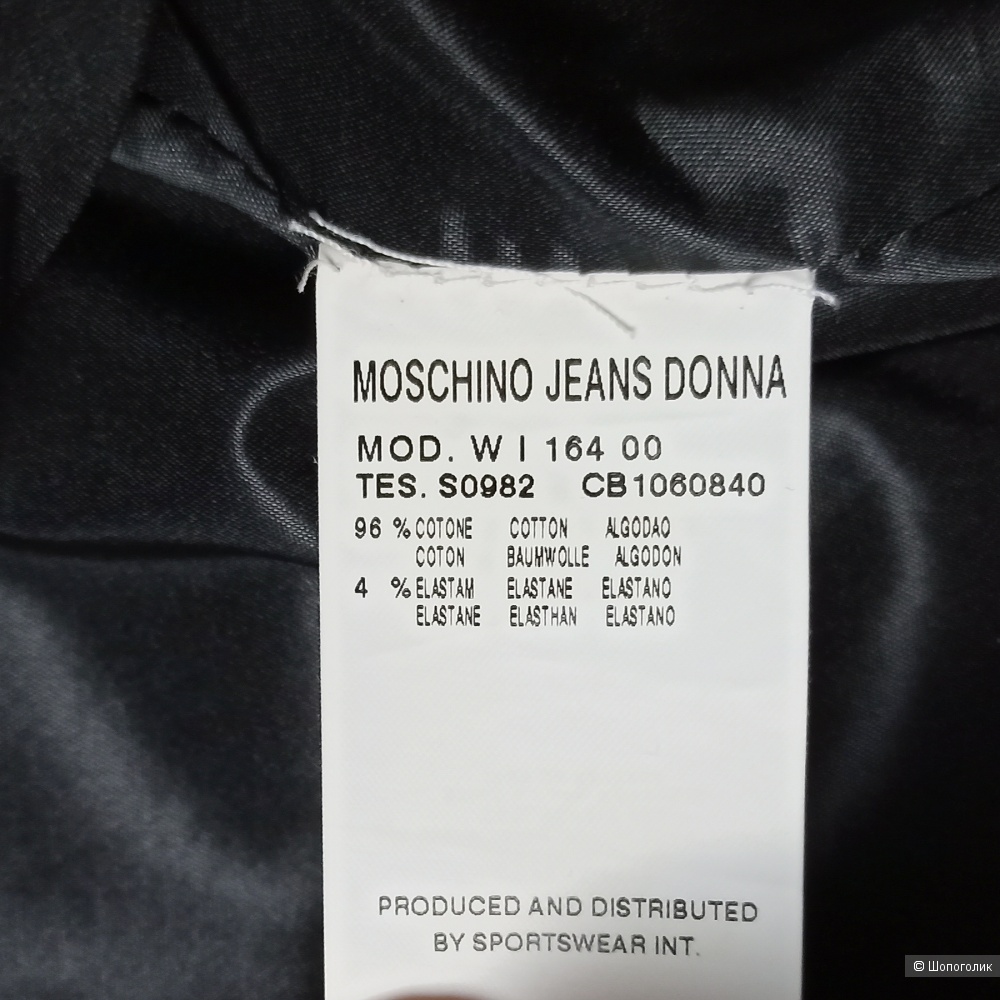 MOSCHINO JEANS DONNA
MOD. W I 164 00
TES. S0982 CB1060840
96 % COTONE COTTON ALGODAO
COTON BAUMWOLLE ALGODON
4 % ELASTAM ELASTANE ELASTANO
ELASTANE ELASTHAN ELASTANO
PRODUCED AND DISTRIBUTED
BY SPORTSWEAR INT.
© Шопоголик